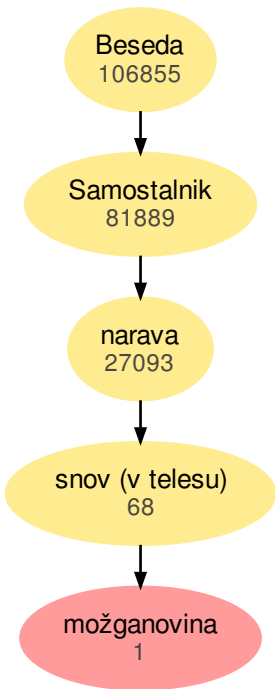 Beseda
106855
Samostalnik
81889
narava
27093
snov (v telesu)
68
možganovina
1